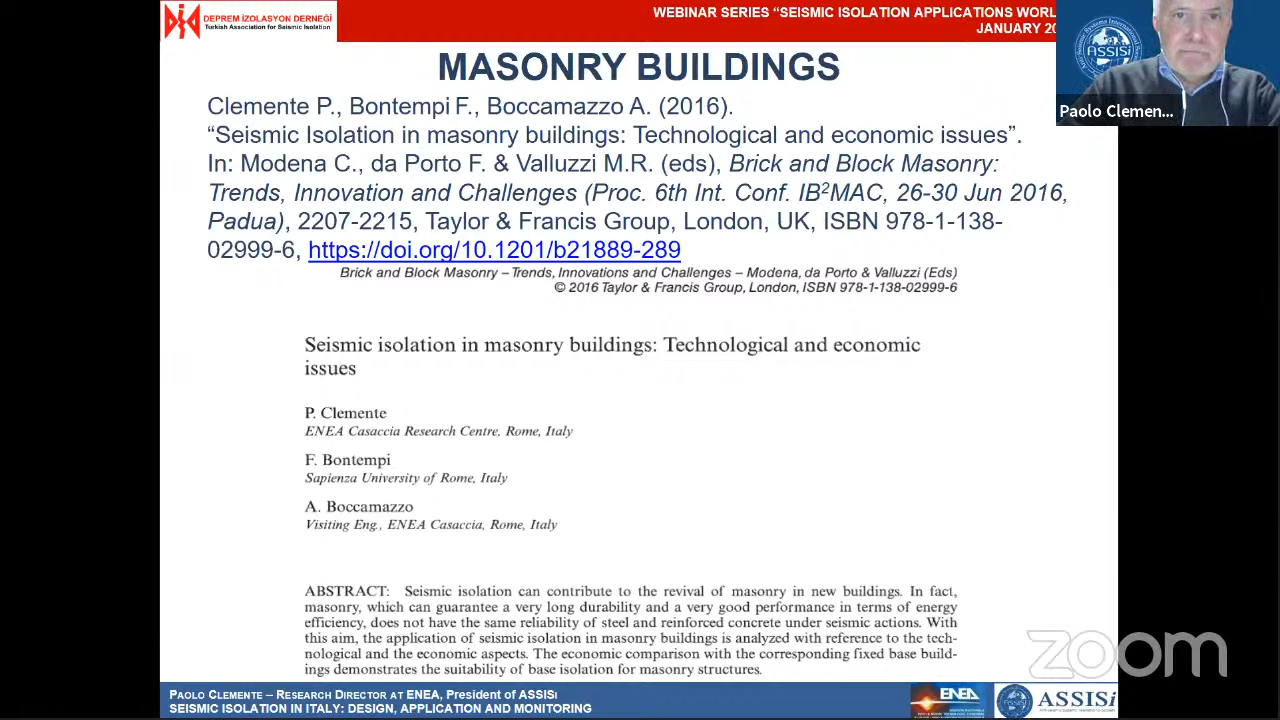 DEPREM İZOLASYON DERNEĞİ
Turkish Association for Seismic Isolation
WEBINAR SERIES “SEISMIC ISOLATION APPLICATIONS
JANUARY
ASSISi
Paolo Clemen...
MASONRY BUILDINGS
Clemente P., Bontempi F., Boccamazzo A. (2016).
“Seismic Isolation in masonry buildings: Technological and economic issues”.
In: Modena C., da Porto F. & Valluzzi M.R. (eds), Brick and Block Masonry:
Trends, Innovation and Challenges (Proc. 6th Int. Conf. IB²MAC, 26-30 Jun 2016,
Padua), 2207-2215, Taylor & Francis Group, London, UK, ISBN 978-1-138-
02999-6, https://doi.org/10.1201/b21889-289
Brick and Block Masonry – Trends, Innovations and Challenges – Modena, da Porto & Valluzzi (Eds)
© 2016 Taylor & Francis Group, London, ISBN 978-1-138-02999-6
Seismic isolation in masonry buildings: Technological and economic
issues
P. Clemente
ENEA Casaccia Research Centre, Rome, Italy
F. Bontempi
Sapienza University of Rome, Italy
A. Boccamazzo
Visiting Eng., ENEA Casaccia, Rome, Italy
ABSTRACT: Seismic isolation can contribute to the revival of masonry in new buildings. In fact,
masonry, which can guarantee a very long durability and a very good performance in terms of energy
efficiency, does not have the same reliability of steel and reinforced concrete under seismic actions. With
this aim, the application of seismic isolation in masonry buildings is analyzed with reference to the tech-
nological and the economic aspects. The economic comparison with the corresponding fixed base build-
ings demonstrates the suitability of base isolation for masonry structures.
zoom
PAOLO CLEMENTE – RESEARCH DIRECTOR AT ENEA, President of ASSISi
SEISMIC ISOLATION IN ITALY: DESIGN, APPLICATION AND MONITORING
ENEA
ASSISi